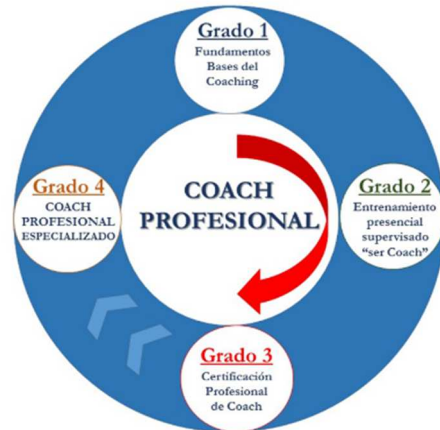 Grado 1
Fundamentos
Bases del
Coaching
Grado 2
Entrenamiento
presencial
supervisado
“ser Coach”
Grado 3
Certificación
Profesional
de Coach
Grado 4
COACH
PROFESIONAL
ESPECIALIZADO
COACH
PROFESIONAL